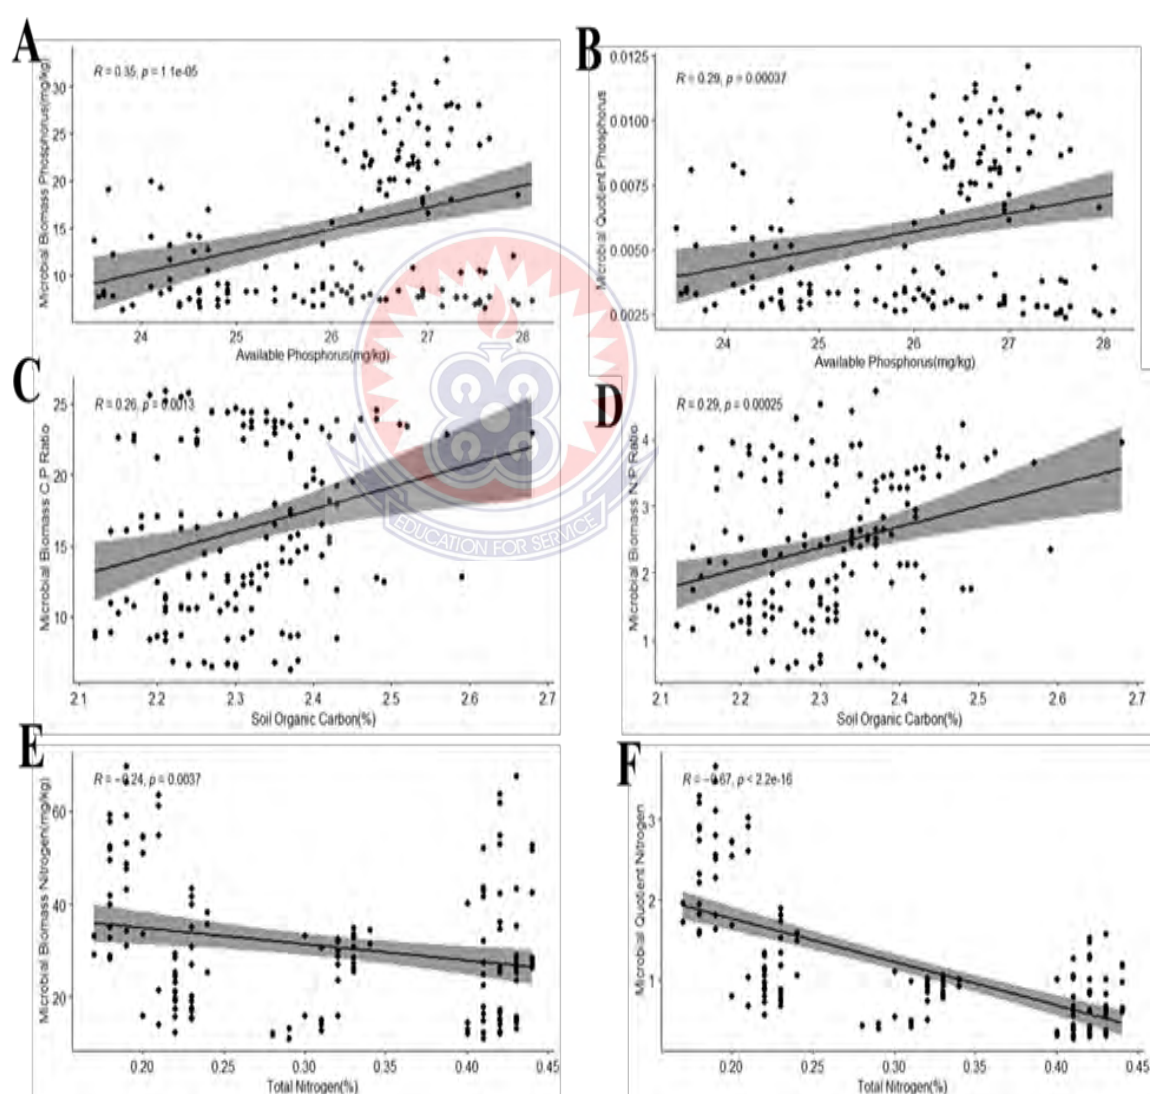 A
R = 0.35, p = 1.1e-05
Microbial Biomass Phosphorus(mg/kg)
30
25
20
15
10
24 25 26 27 28
Available Phosphorus(mg/kg)
B
R = 0.29, p = 0.00037
Microbial Quotient Phosphorus
0.0125
0.0100
0.0075
0.0050
0.0025
24 25 26 27 28
Available Phosphorus(mg/kg)
C
R = 0.26, p = 0.0013
Microbial Biomass C:P Ratio
25
20
15
10
2.1 2.2 2.3 2.4 2.5 2.6 2.7
Soil Organic Carbon(%)
D
R = 0.29, p = 0.00025
Microbial Biomass N:P Ratio
4
3
2
1
2.1 2.2 2.3 2.4 2.5 2.6 2.7
Soil Organic Carbon(%)
EDUCATION FOR SERVICE
E
R = −0.24, p = 0.0037
Microbial Biomass Nitrogen(mg/kg)
60
40
20
0.20 0.25 0.30 0.35 0.40 0.45
Total Nitrogen(%)
F
R = −0.67, p < 2.2e-16
Microbial Quotient Nitrogen
3
2
1
0.20 0.25 0.30 0.35 0.40 0.45
Total Nitrogen(%)